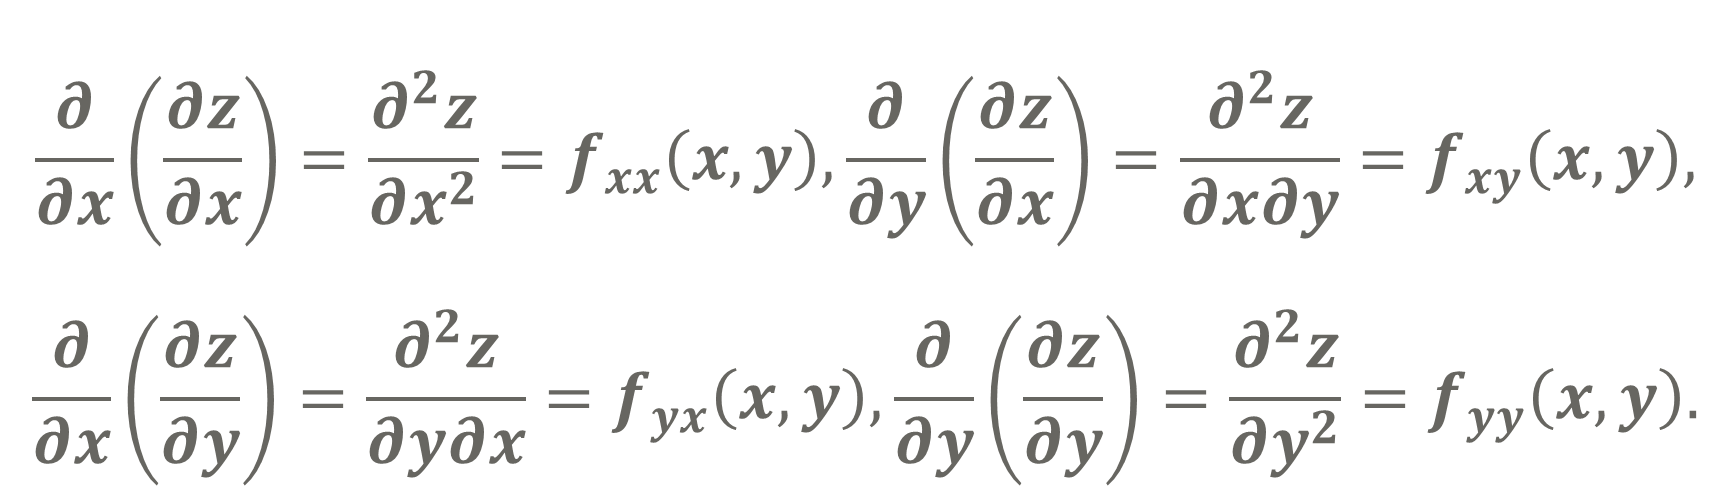 ∂/∂x (∂z/∂x) = ∂²z/∂x² = f_xx(x, y), ∂/∂y (∂z/∂x) = ∂²z/∂x∂y = f_xy(x, y),
∂/∂x (∂z/∂y) = ∂²z/∂y∂x = f_yx(x, y), ∂/∂y (∂z/∂y) = ∂²z/∂y² = f_yy(x, y).